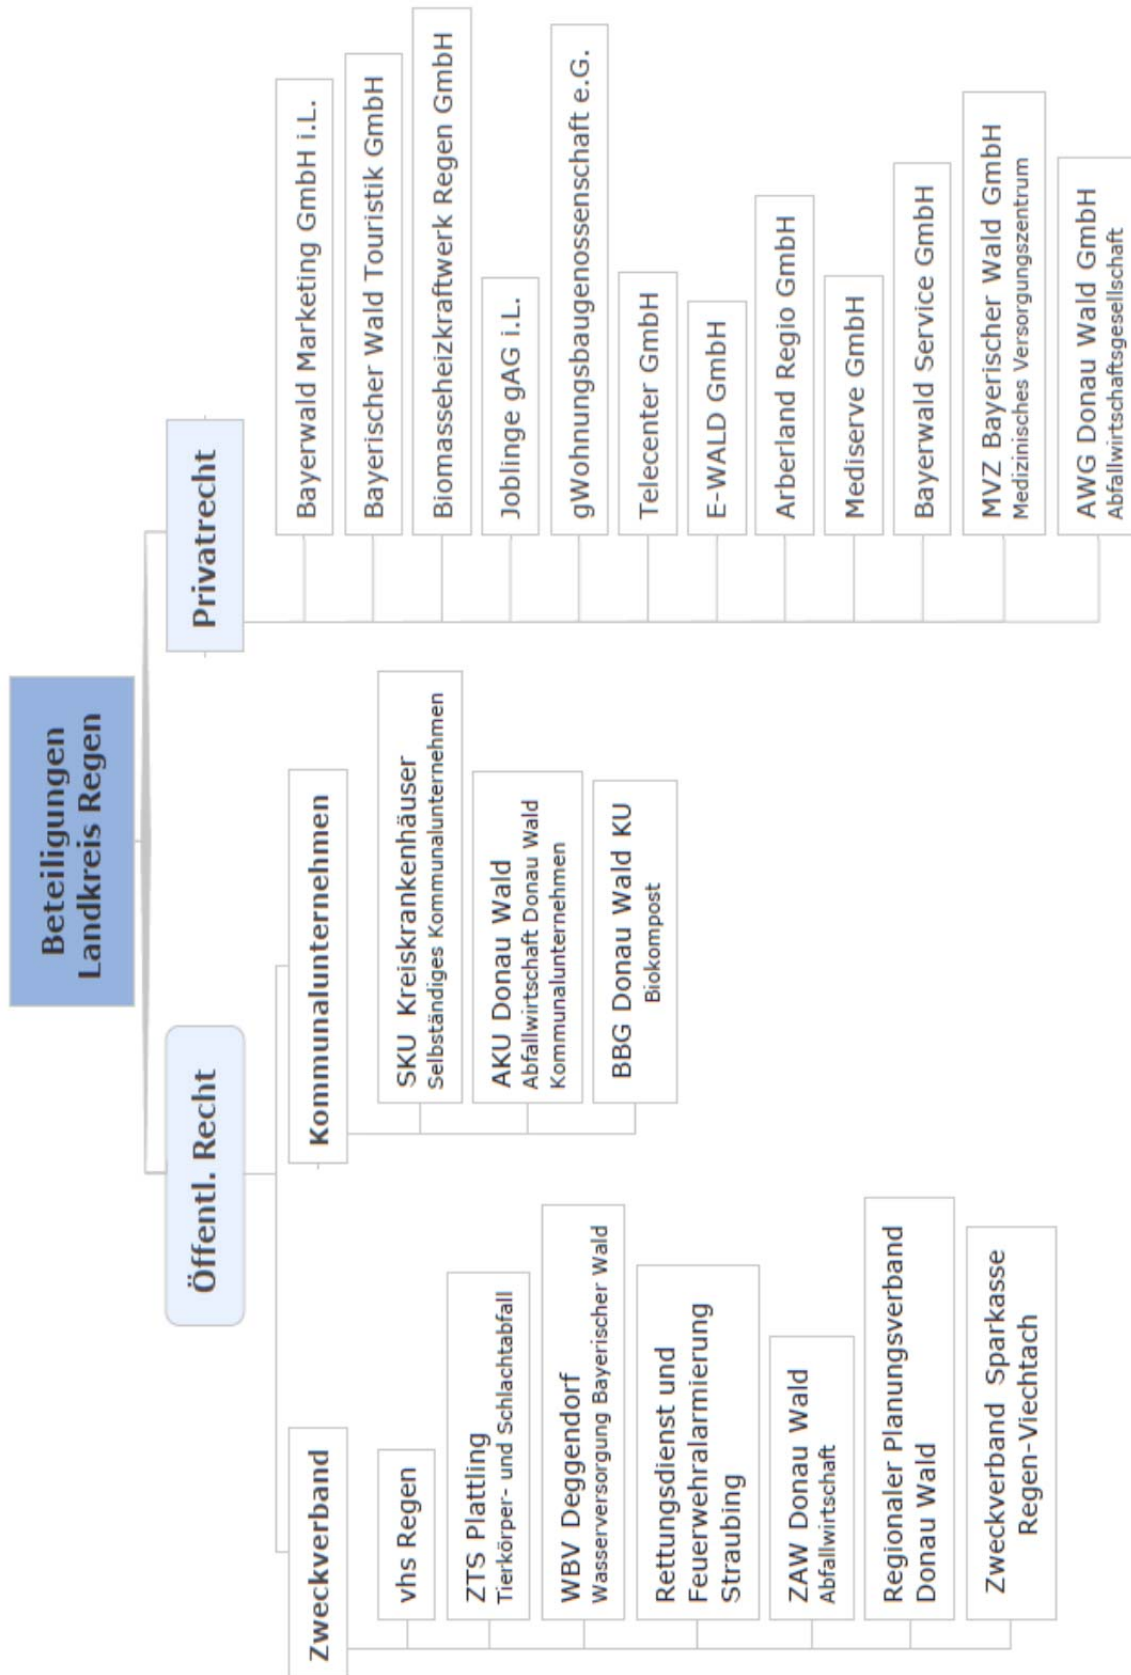 Beteiligungen
Landkreis Regen
Öffentl. Recht
Zweckverband
vhs Regen
ZTS Plattling
Tierkörper- und Schlachtabfall
WBV Deggendorf
Wasserversorgung Bayerischer Wald
Rettungsdienst und
Feuerwehralarmierung
Straubing
ZAW Donau Wald
Abfallwirtschaft
Regionaler Planungsverband
Donau Wald
Zweckverband Sparkasse
Regen-Viechtach
Kommunalunternehmen
SKU Kreiskrankenhäuser
Selbständiges Kommunalunternehmen
AKU Donau Wald
Abfallwirtschaft Donau Wald
Kommunalunternehmen
BBG Donau Wald KU
Biokompost
Privatrecht
Bayerwald Marketing GmbH i.L.
Bayerischer Wald Touristik GmbH
Biomasseheizkraftwerk Regen GmbH
Joblinge gAG i.L.
gWohnungsbaugenossenschaft e.G.
Telecenter GmbH
E-WALD GmbH
Arberland Regio GmbH
Mediserve GmbH
Bayerwald Service GmbH
MVZ Bayerischer Wald GmbH
Medizinisches Versorgungszentrum
AWG Donau Wald GmbH
Abfallwirtschaftsgesellschaft